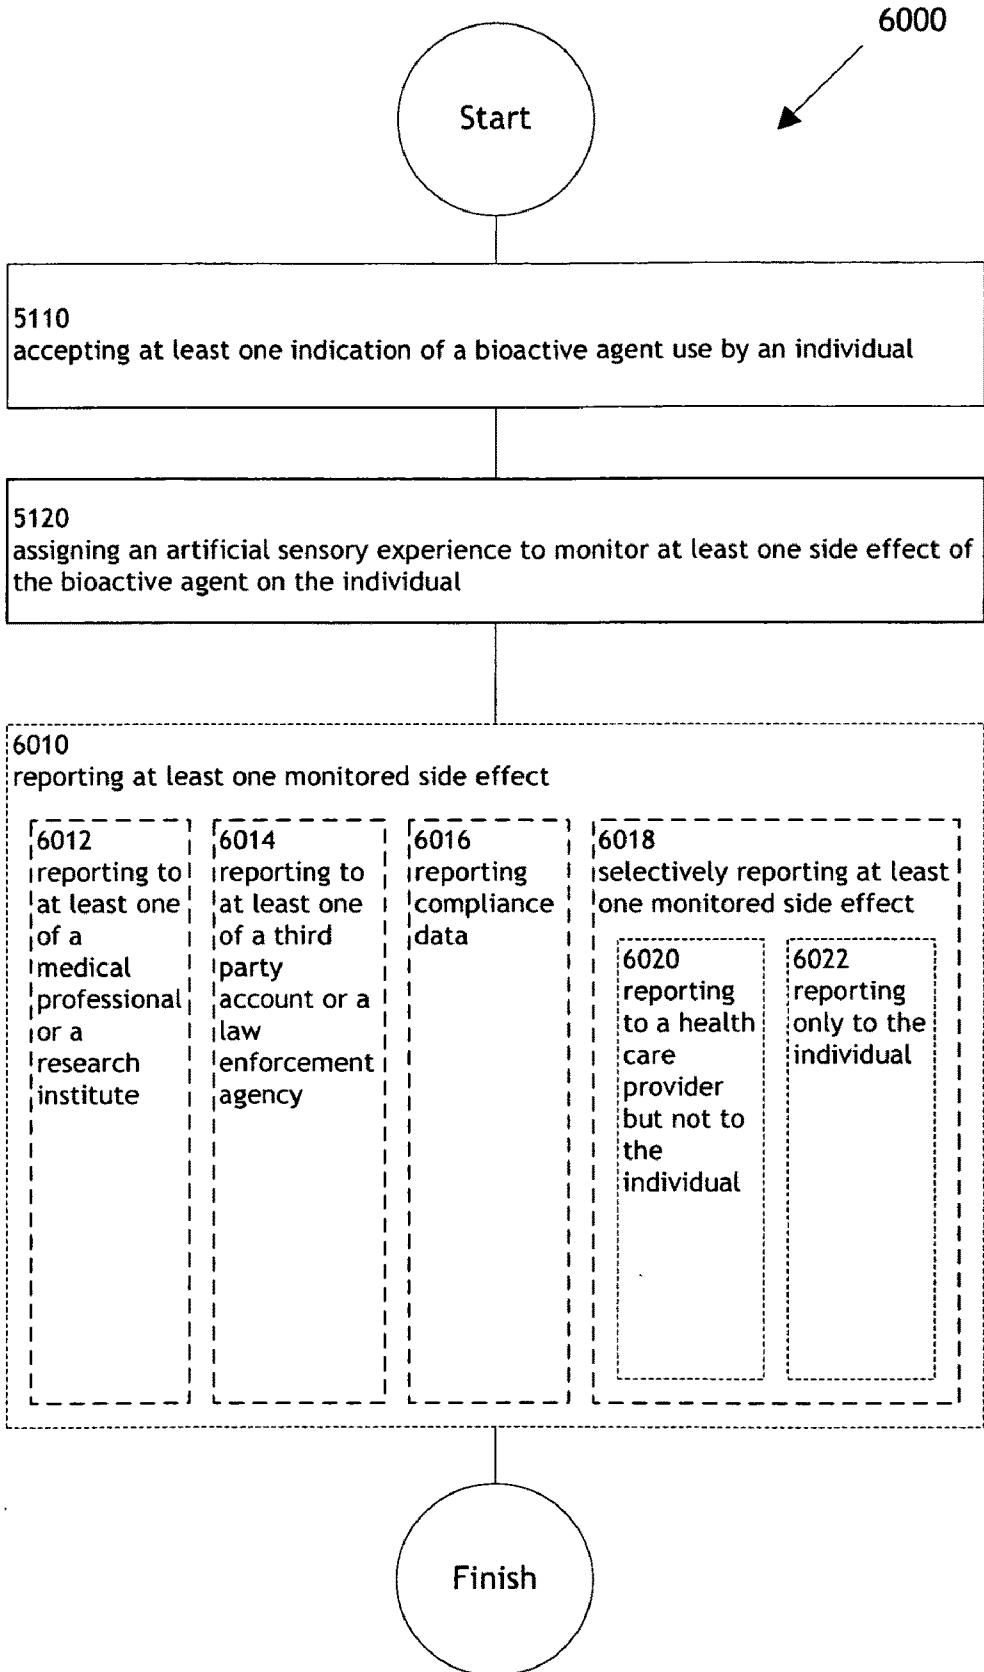 6000
Start
5110
accepting at least one indication of a bioactive agent use by an individual
5120
assigning an artificial sensory experience to monitor at least one side effect of
the bioactive agent on the individual
6010
reporting at least one monitored side effect
6012
reporting to
at least one
of a
medical
professional
or a
research
institute
6014
reporting to
at least one
of a third
party
account or a
law
enforcement
agency
6016
reporting
compliance
data
6018
selectively reporting at least
one monitored side effect
6020
reporting
to a health
care
provider
but not to
the
individual
6022
reporting
only to the
individual
Finish